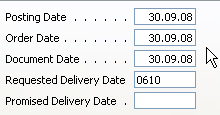 Posting Date . . . . . . 30.09.08
Order Date . . . . . . . 30.09.08
Document Date . . . . . 30.09.08
Requested Delivery Date 0610
Promised Delivery Date .